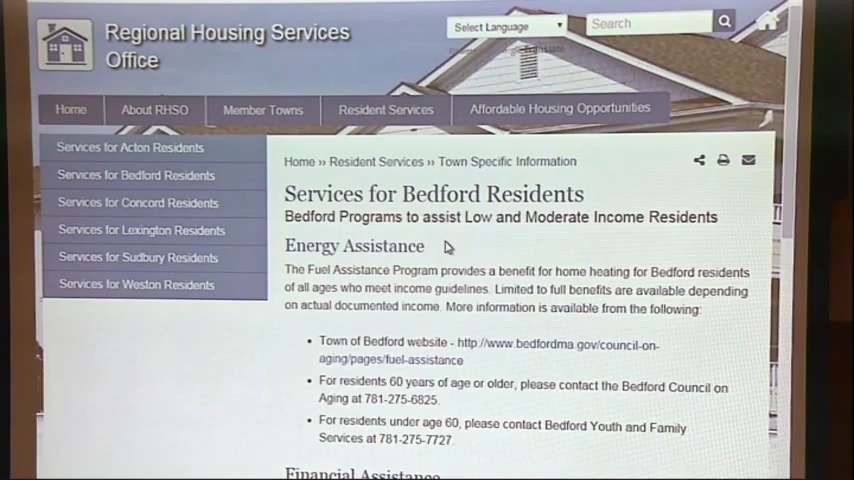 Regional Housing Services
Office
Select Language
Search
Home
About RHSO
Member Towns
Resident Services
Affordable Housing Opportunities
Services for Acton Residents
Services for Bedford Residents
Services for Concord Residents
Services for Lexington Residents
Services for Sudbury Residents
Services for Weston Residents
Home ›› Resident Services ›› Town Specific Information
Services for Bedford Residents
Bedford Programs to assist Low and Moderate Income Residents
Energy Assistance
The Fuel Assistance Program provides a benefit for home heating for Bedford residents
of all ages who meet income guidelines. Limited to full benefits are available depending
on actual documented income. More information is available from the following:
• Town of Bedford website - http://www.bedfordma.gov/council-on-
aging/pages/fuel-assistance
• For residents 60 years of age or older, please contact the Bedford Council on
Aging at 781-275-6825.
• For residents under age 60, please contact Bedford Youth and Family
Services at 781-275-7727.
Financial Assistance